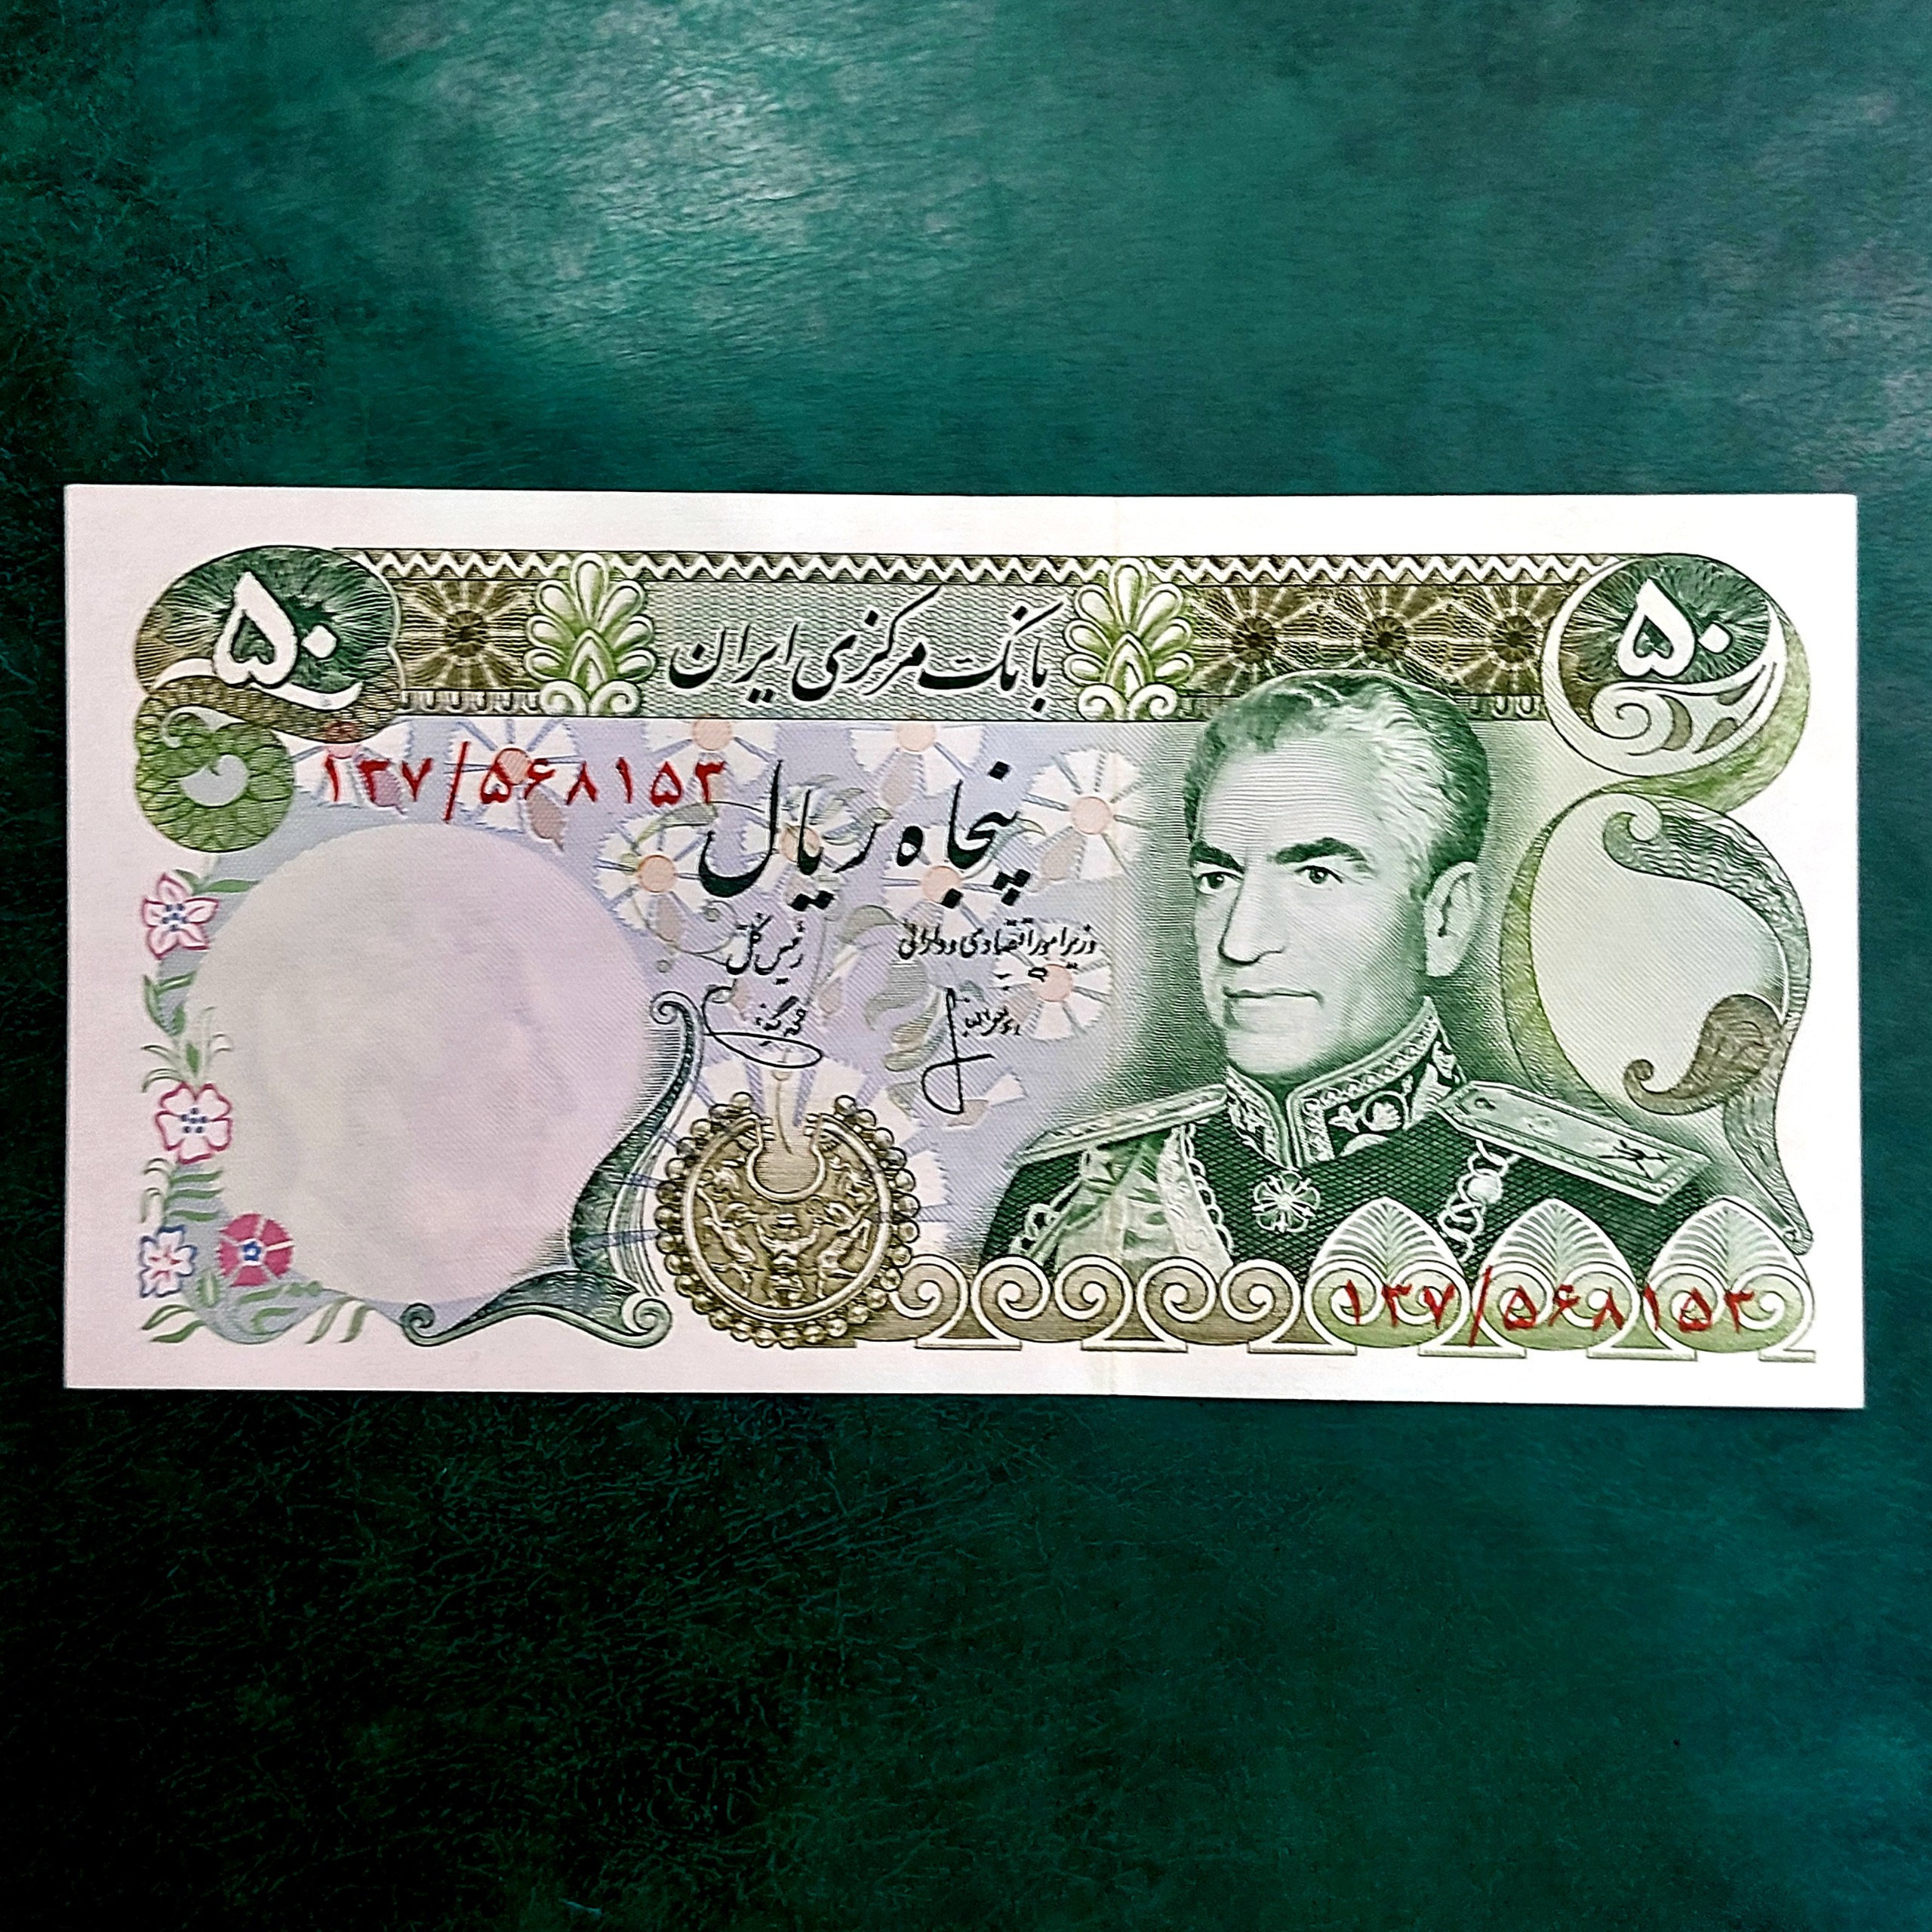 بانک مرکزی ایران
۵۰
۵۰
۱۳۷/۵۶۸۱۵۳
پنجاه ریال
وزیر امور اقتصادی و دارائی
رئیس کل
۱۳۷/۵۶۸۱۵۳